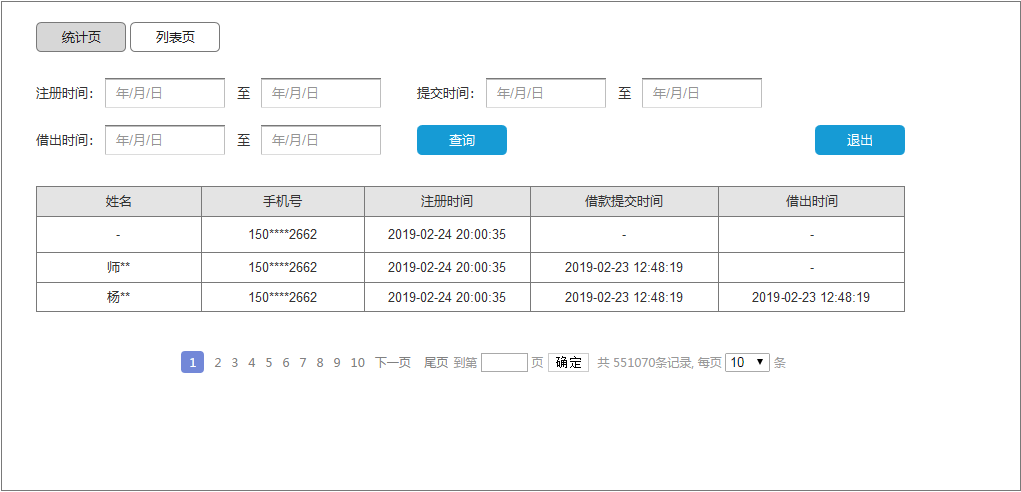 统计页 列表页
注册时间： 年/月/日 至 年/月/日 提交时间： 年/月/日 至 年/月/日
借出时间： 年/月/日 至 年/月/日 查询 退出
姓名 手机号 注册时间 借款提交时间 借出时间
- 150****2662 2019-02-24 20:00:35 - -
师** 150****2662 2019-02-24 20:00:35 2019-02-23 12:48:19 -
杨** 150****2662 2019-02-24 20:00:35 2019-02-23 12:48:19 2019-02-23 12:48:19
1 2 3 4 5 6 7 8 9 10 下一页 尾页 到第 页 确定 共 551070条记录, 每页 10 条